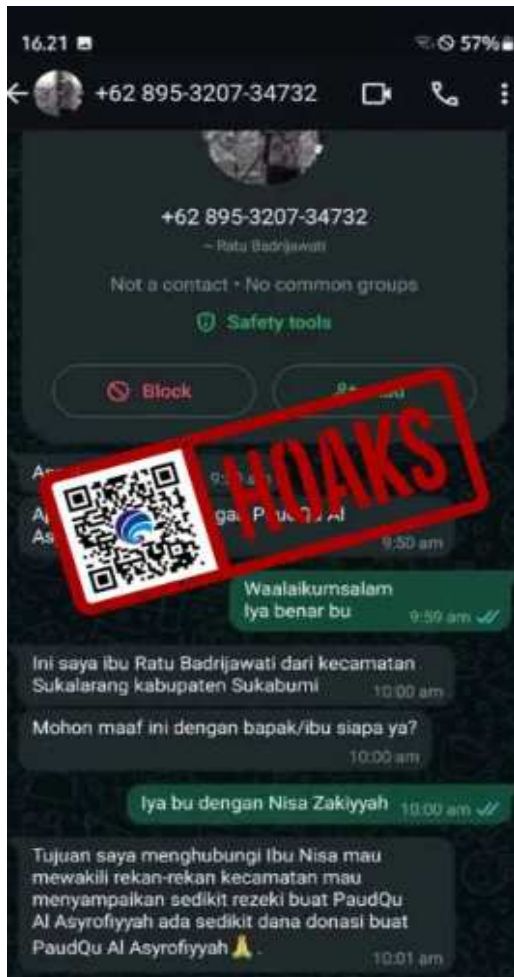 16.21 57%
+62 895-3207-34732
+62 895-3207-34732
~ Ratu Badrijawati
Not a contact • No common groups
Safety tools
Block
HOAKS
9:50 am
Waalaikumsalam
Iya benar bu 9:59 am
Ini saya ibu Ratu Badrijawati dari kecamatan
Sukalarang kabupaten Sukabumi 10:00 am
Mohon maaf ini dengan bapak/ibu siapa ya?
10:00 am
Iya bu dengan Nisa Zakiyyah 10:00 am
Tujuan saya menghubungi Ibu Nisa mau
mewakili rekan-rekan kecamatan mau
menyampaikan sedikit rezeki buat PaudQu
Al Asyrofiyyah ada sedikit dana donasi buat
PaudQu Al Asyrofiyyah 🙏 .
10:01 am